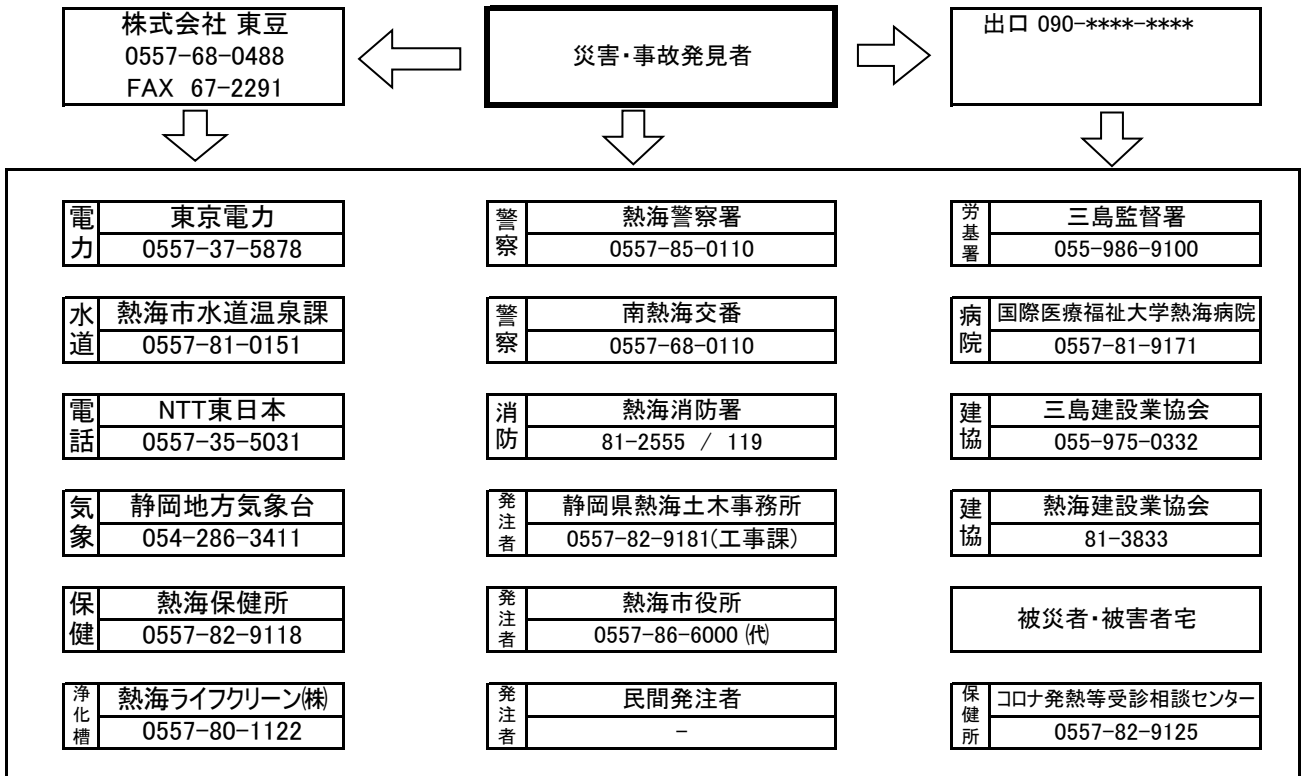 株式会社 東豆
0557-68-0488
FAX 67-2291
災害・事故発見者
出口 090-****-****
電力
東京電力
0557-37-5878
警察
熱海警察署
0557-85-0110
労基署
三島監督署
055-986-9100
水道
熱海市水道温泉課
0557-81-0151
警察
南熱海交番
0557-68-0110
病院
国際医療福祉大学熱海病院
0557-81-9171
電話
NTT東日本
0557-35-5031
消防
熱海消防署
81-2555 / 119
建協
三島建設業協会
055-975-0332
気象
静岡地方気象台
054-286-3411
発注者
静岡県熱海土木事務所
0557-82-9181(工事課)
建協
熱海建設業協会
81-3833
保健
熱海保健所
0557-82-9118
発注者
熱海市役所
0557-86-6000 ㈹
被災者・被害者宅
浄化槽
熱海ライフクリーン㈱
0557-80-1122
発注者
民間発注者
-
保健所
コロナ発熱等受診相談センター
0557-82-9125